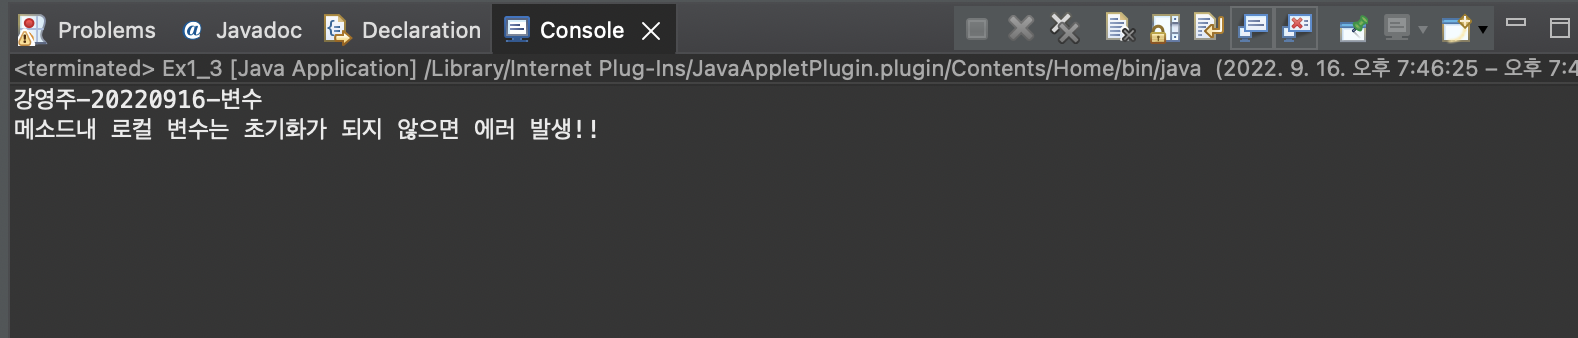 Problems @ Javadoc Declaration Console
<terminated> Ex1_3 [Java Application] /Library/Internet Plug-Ins/JavaAppletPlugin.plugin/Contents/Home/bin/java (2022. 9. 16. 오후 7:46:25 – 오후 7:4
강영주-20220916-변수
메소드내 로컬 변수는 초기화가 되지 않으면 에러 발생!!